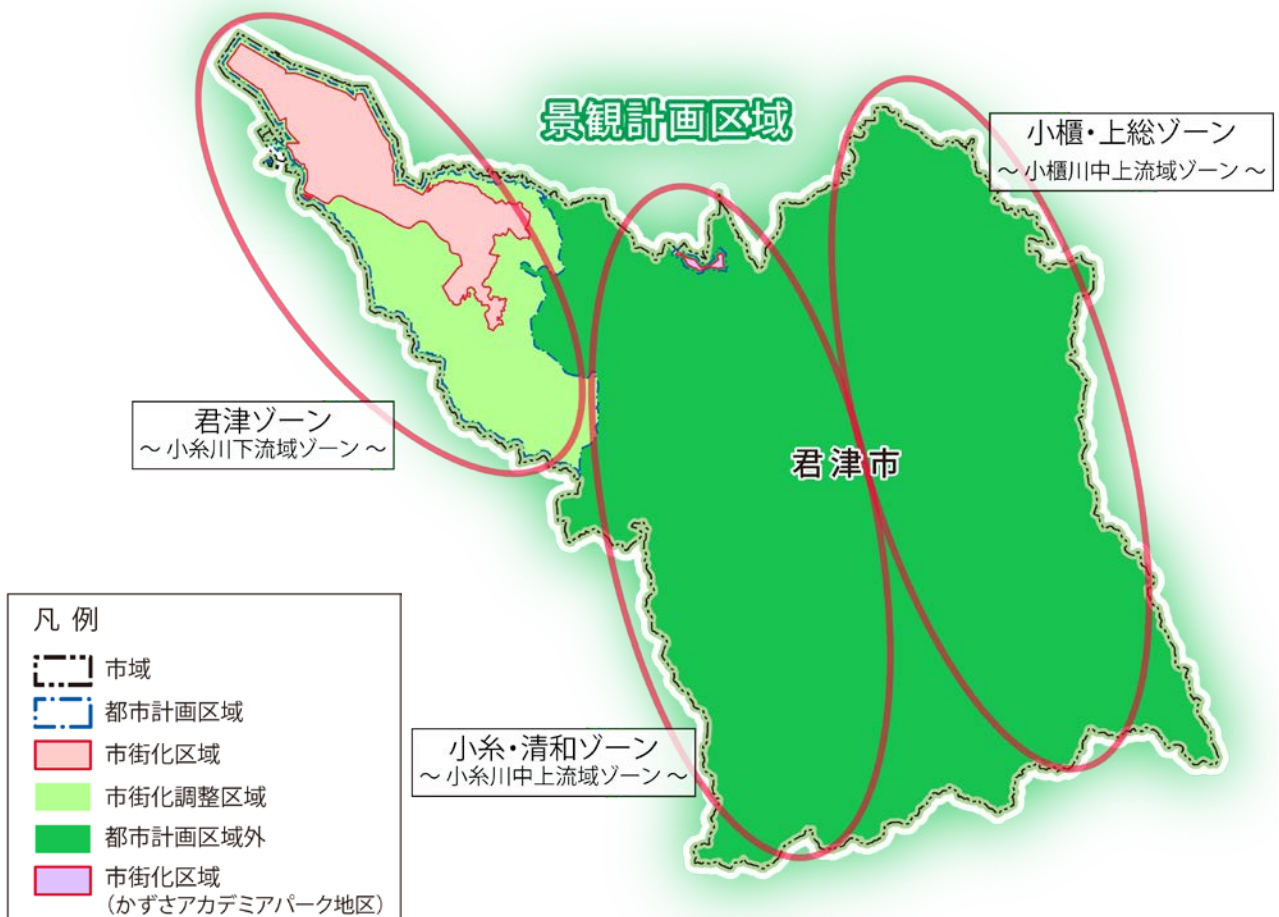 景観計画区域
小櫃・上総ゾーン
～ 小櫃川中上流域ゾーン ～
君津ゾーン
～ 小糸川下流域ゾーン ～
君津市
小糸・清和ゾーン
～ 小糸川中上流域ゾーン ～
凡 例
市域
都市計画区域
市街化区域
市街化調整区域
都市計画区域外
市街化区域
（かずさアカデミアパーク地区）